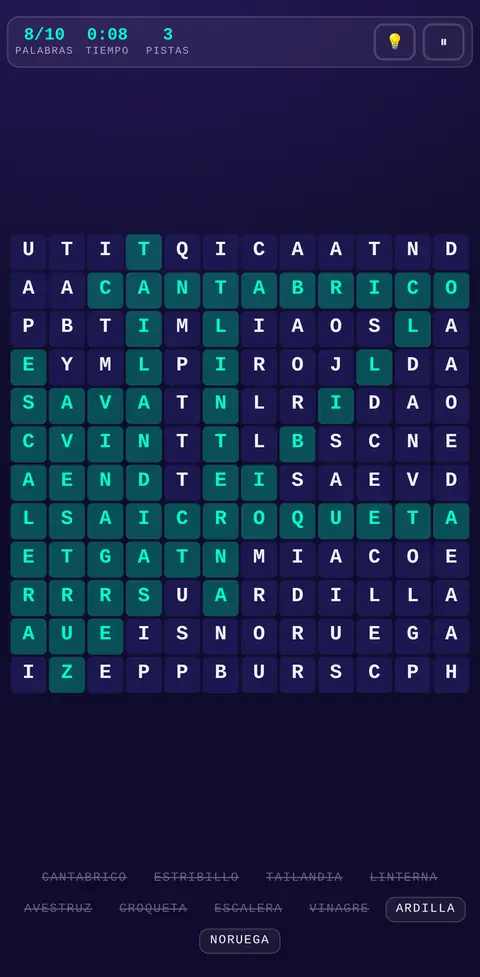 8/10 0:08 3
PALABRAS TIEMPO PISTAS
U T I T Q I C A A T N D
A A C A N T A B R I C O
P B T I M L I A O S L A
E Y M L P I R O J L D A
S A V A T N L R I D A O
C V I N T T L B S C N E
A E N D T E I S A E V D
L S A I C R O Q U E T A
E T G A T N M I A C O E
R R R S U A R D I L L A
A U E I S N O R U E G A
I Z E P P B U R S C P H
CANTABRICO ESTRIBILLO TAILANDIA LINTERNA
AVESTRUZ CROQUETA ESCALERA VINAGRE ARDILLA
NORUEGA